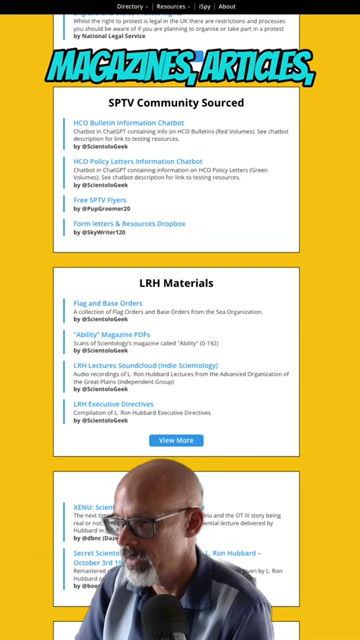 Directory
Resources
iSpy
About
Whilst the right to protest is legal in the UK there are restrictions and processes
you should be aware of if you are planning to organise or take part in a protest
by National Legal Service
MAGAZINES, ARTICLES,
SPTV Community Sourced
HCO Bulletin Information Chatbot
Chatbot in ChatGPT containing info on HCO Bulletins (Red Volumes). See chatbot
description for link to testing resources.
by @ScientoloGeek
HCO Policy Letters Information Chatbot
Chatbot in ChatGPT containing information on HCO Policy Letters (Green
Volumes). See chatbot description for link to testing resources.
by @ScientoloGeek
Free SPTV Flyers
by @PupGroomer20
Form letters & Resources Dropbox
by @SkyWriter120
LRH Materials
Flag and Base Orders
A collection of Flag Orders and Base Orders from the Sea Organization.
by @ScientoloGeek
"Ability" Magazine PDFs
Scans of Scientology's magazine called "Ability" (0-192)
by @ScientoloGeek
LRH Lectures Soundcloud (Indie Scientology)
Audio recordings of L. Ron Hubbard Lectures from the Advanced Organization of
the Great Plains (Independent Group)
by @ScientoloGeek
LRH Executive Directives
Compilation of L. Ron Hubbard Executive Directives
by @ScientoloGeek
View More
XENU:
The next time nu and the OT III story being
real or not, ential lecture delivered by
Hubbard in
by @dbnc
Secret L. Ron Hubbard –
October 3rd
Remastered given by L.
Ron